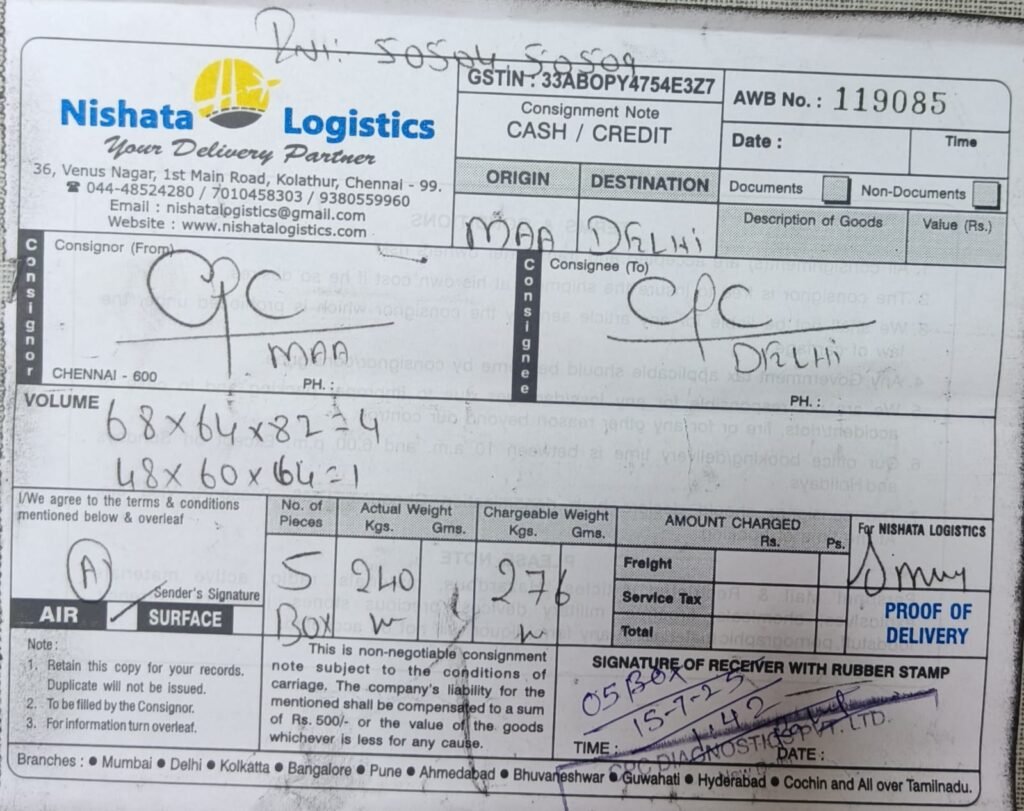 50504 50509
Nishata Logistics
Your Delivery Partner
36, Venus Nagar, 1st Main Road, Kolathur, Chennai - 99.
☎ 044-48524280 / 7010458303 / 9380559960
Email : nishatalogistics@gmail.com
Website : www.nishatalogistics.com
GSTIN : 33ABOPY4754E3Z7
Consignment Note
CASH / CREDIT
ORIGIN DESTINATION
MAA DELHI
AWB No. : 119085
Date : Time
Documents Non-Documents
Description of Goods Value (Rs.)
Consignor
Consignor (From)
CPC
MAA
CHENNAI - 600 PH. :
Consignee
Consignee (To)
CPC
DELHI
PH. :
VOLUME
68 x 64 x 82 = 4
48 x 60 x 64 = 1
I/We agree to the terms & conditions
mentioned below & overleaf
A
Sender's Signature
AIR SURFACE
No. of Pieces
5
BOX
Actual Weight
Kgs. Gms.
240
Chargeable Weight
Kgs. Gms.
276
AMOUNT CHARGED
Rs. Ps.
Freight
Service Tax
Total
For NISHATA LOGISTICS
PROOF OF
DELIVERY
Note :
1. Retain this copy for your records.
Duplicate will not be issued.
2. To be filled by the Consignor.
3. For information turn overleaf.
This is non-negotiable consignment
note subject to the conditions of
carriage. The company's liability for the
mentioned shall be compensated to a sum
of Rs. 500/- or the value of the goods
whichever is less for any cause.
SIGNATURE OF RECEIVER WITH RUBBER STAMP
05 BOX
15-7-25
1:42
TIME : DATE :
CPC DIAGNOSTICS PVT. LTD.
Branches : ● Mumbai ● Delhi ● Kolkatta ● Bangalore ● Pune ● Ahmedabad ● Bhuvaneshwar ● Guwahati ● Hyderabad ● Cochin and All over Tamilnadu.